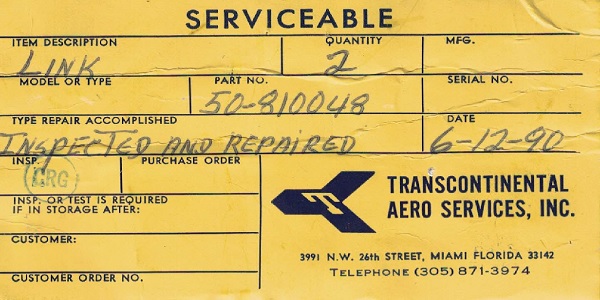 SERVICEABLE
ITEM DESCRIPTION QUANTITY MFG.
LINK 2
MODEL OR TYPE PART NO. SERIAL NO.
50-810048
TYPE REPAIR ACCOMPLISHED DATE
INSPECTED AND REPAIRED 6-12-90
INSP. PURCHASE ORDER
CRG
INSP. OR TEST IS REQUIRED
IF IN STORAGE AFTER:
CUSTOMER:
CUSTOMER ORDER NO.
T
TRANSCONTINENTAL
AERO SERVICES, INC.
3991 N.W. 26th STREET, MIAMI FLORIDA 33142
TELEPHONE (305) 871-3974